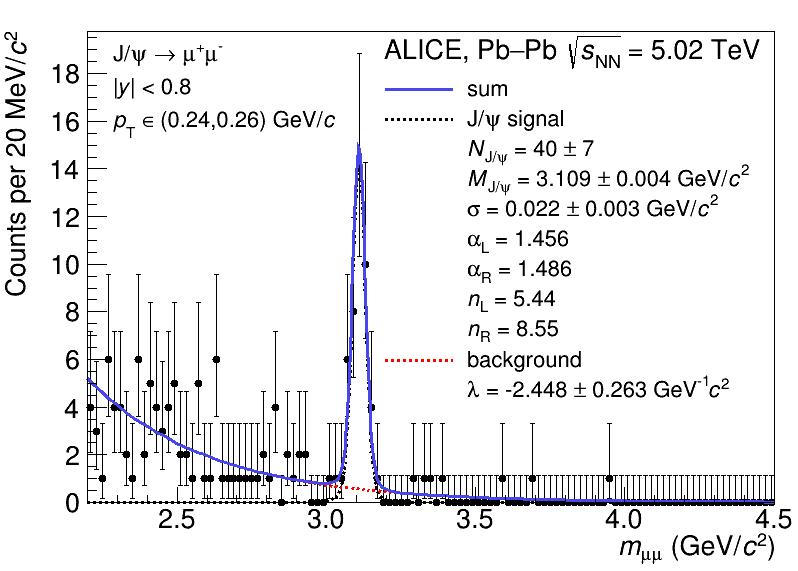 J/ψ → μ⁺μ⁻
|y| < 0.8
p_T ∈ (0.24,0.26) GeV/c
ALICE, Pb–Pb √s_NN = 5.02 TeV
sum
J/ψ signal
N_J/ψ = 40 ± 7
M_J/ψ = 3.109 ± 0.004 GeV/c²
σ = 0.022 ± 0.003 GeV/c²
α_L = 1.456
α_R = 1.486
n_L = 5.44
n_R = 8.55
background
λ = -2.448 ± 0.263 GeV⁻¹c²
Counts per 20 MeV/c²
18
16
14
12
10
8
6
4
2
0
2.5 3.0 3.5 4.0 4.5
m_μμ (GeV/c²)